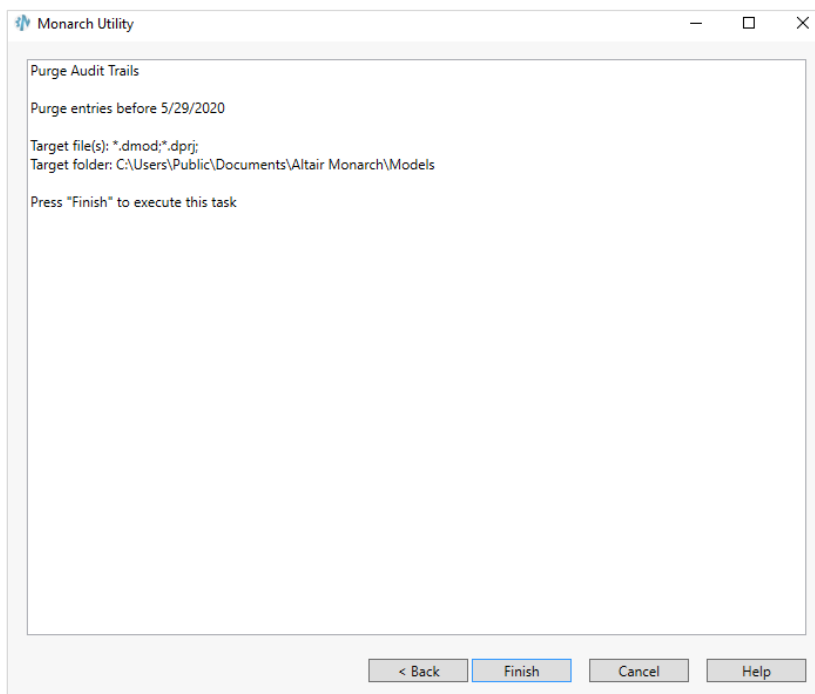 Monarch Utility
Purge Audit Trails
Purge entries before 5/29/2020
Target file(s): *.dmod;*.dprj;
Target folder: C:\Users\Public\Documents\Altair Monarch\Models
Press "Finish" to execute this task
< Back
Finish
Cancel
Help